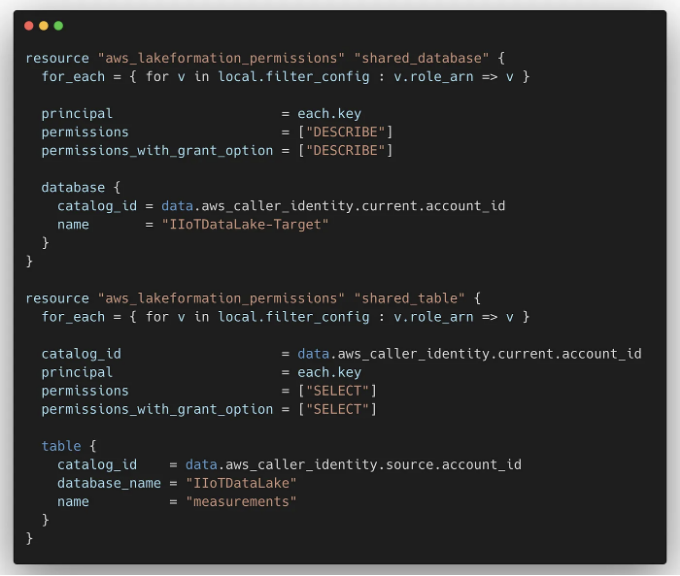 resource "aws_lakeformation_permissions" "shared_database" {
  for_each = { for v in local.filter_config : v.role_arn => v }

  principal                     = each.key
  permissions                   = ["DESCRIBE"]
  permissions_with_grant_option = ["DESCRIBE"]

  database {
    catalog_id = data.aws_caller_identity.current.account_id
    name       = "IIoTDataLake-Target"
  }
}

resource "aws_lakeformation_permissions" "shared_table" {
  for_each = { for v in local.filter_config : v.role_arn => v }

  catalog_id                    = data.aws_caller_identity.current.account_id
  principal                     = each.key
  permissions                   = ["SELECT"]
  permissions_with_grant_option = ["SELECT"]

  table {
    catalog_id    = data.aws_caller_identity.source.account_id
    database_name = "IIoTDataLake"
    name          = "measurements"
  }
}